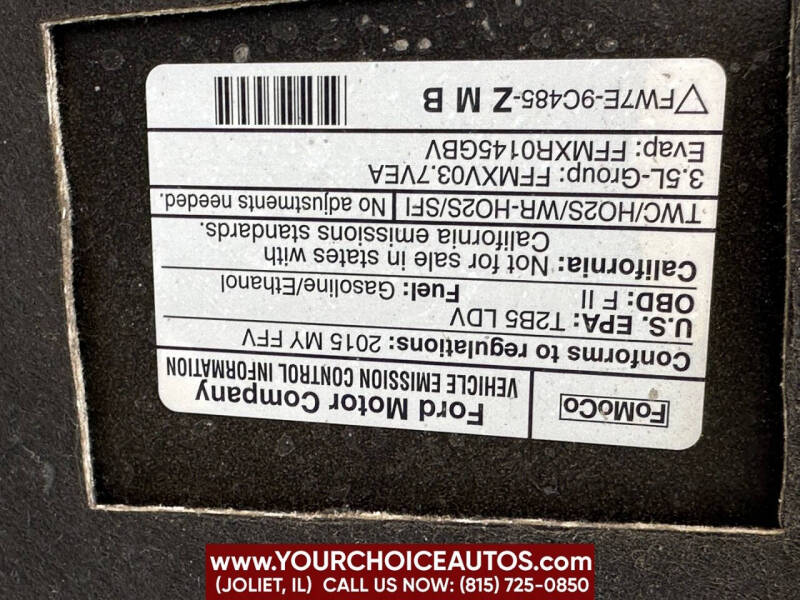 FoMoCo
Ford Motor Company
VEHICLE EMISSION CONTROL INFORMATION
Conforms to regulations: 2015 MY FFV
U.S. EPA: T2B5 LDV
OBD: F II Fuel: Gasoline/Ethanol
California: Not for sale in states with
California emissions standards.
TWC/HO2S/WR-HO2S/SFI No adjustments needed.
3.5L-Group: FFMXV03.7VEA
Evap: FFMXR0145GBV
FW7E-9C485-Z M B
www.YOURCHOICEAUTOS.com
(JOLIET, IL) CALL US NOW: (815) 725-0850